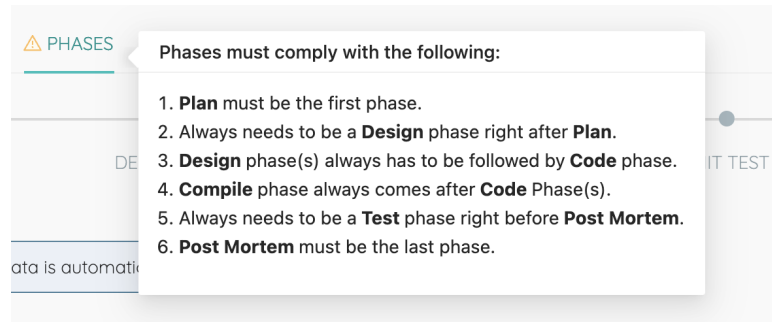 PHASES
Phases must comply with the following:
1. Plan must be the first phase.
2. Always needs to be a Design phase right after Plan.
3. Design phase(s) always has to be followed by Code phase.
4. Compile phase always comes after Code Phase(s).
5. Always needs to be a Test phase right before Post Mortem.
6. Post Mortem must be the last phase.
DE
IT TEST
ata is automatic